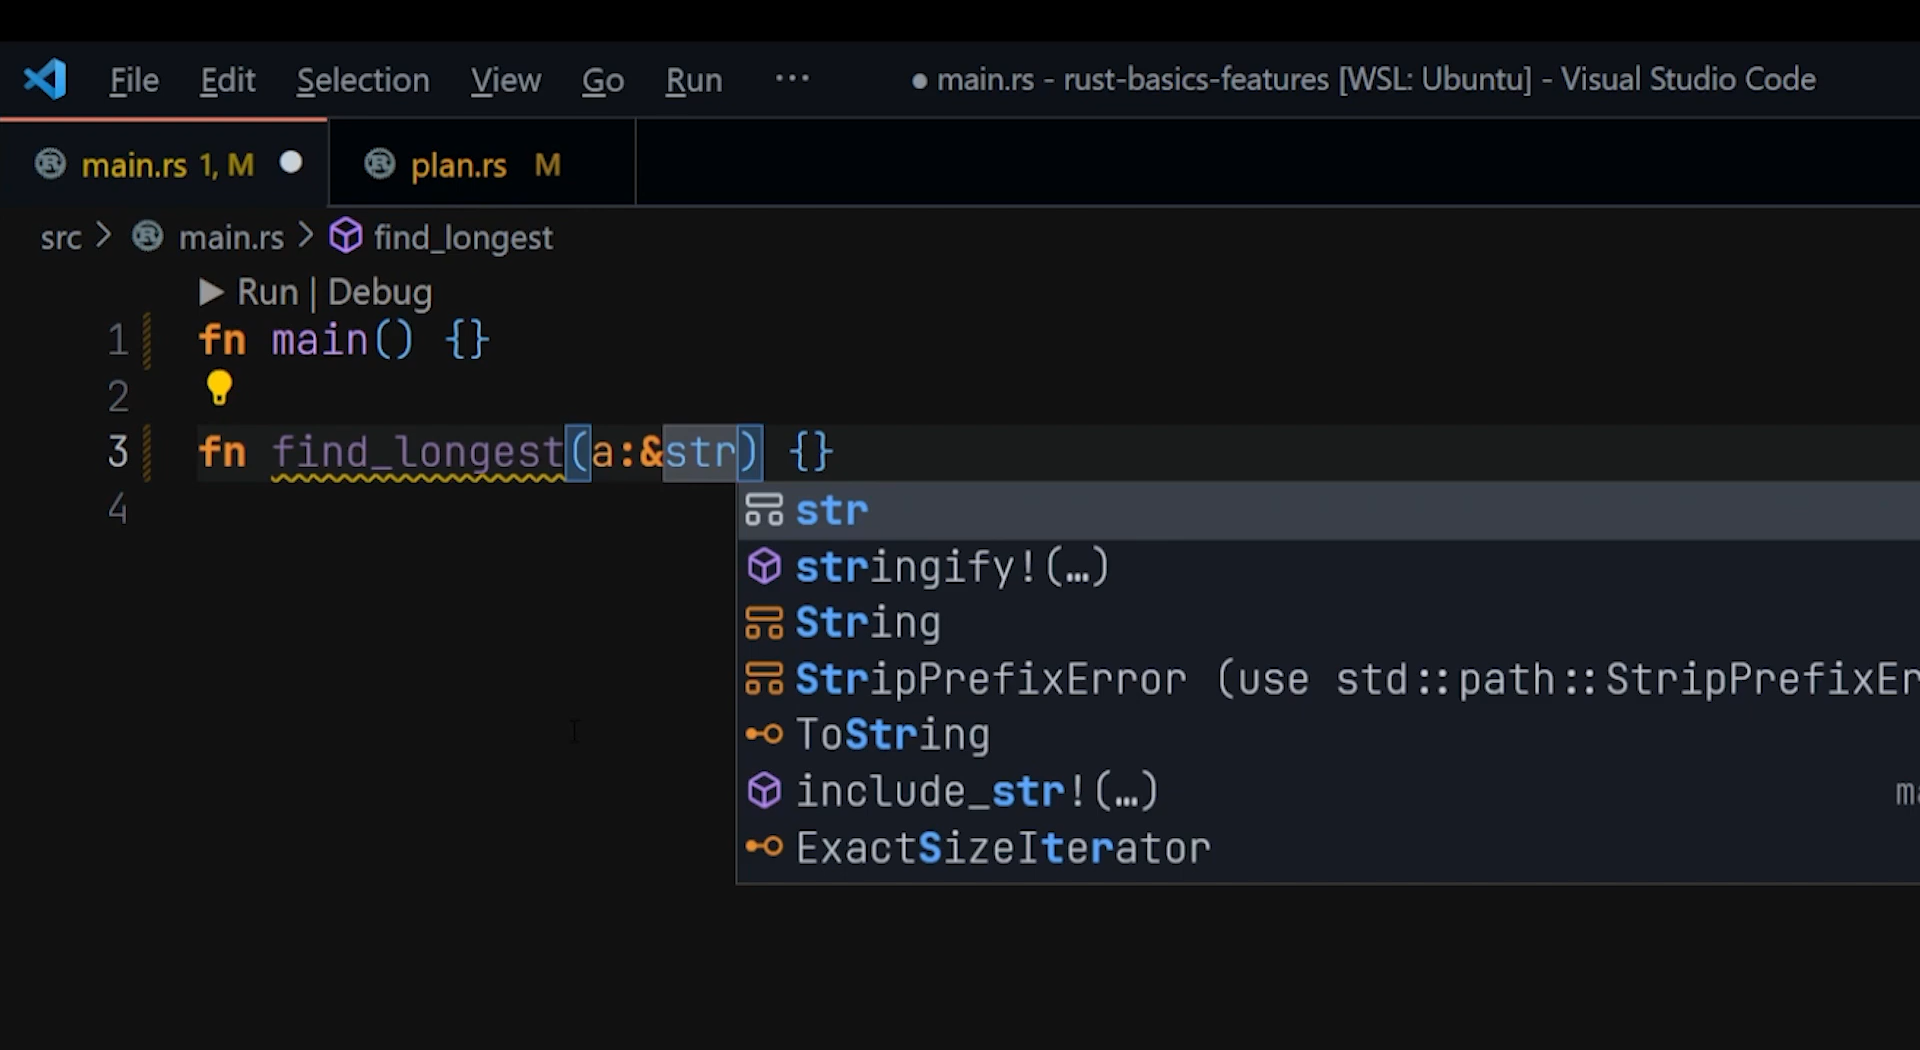 File Edit Selection View Go Run ··· ● main.rs - rust-basics-features [WSL: Ubuntu] - Visual Studio Code
main.rs 1, M ● plan.rs M
src > main.rs > find_longest
Run | Debug
1 fn main() {}
2
3 fn find_longest(a:&str) {}
4
str
stringify!(…)
String
StripPrefixError (use std::path::StripPrefixEr
ToString
include_str!(…) ma
ExactSizeIterator